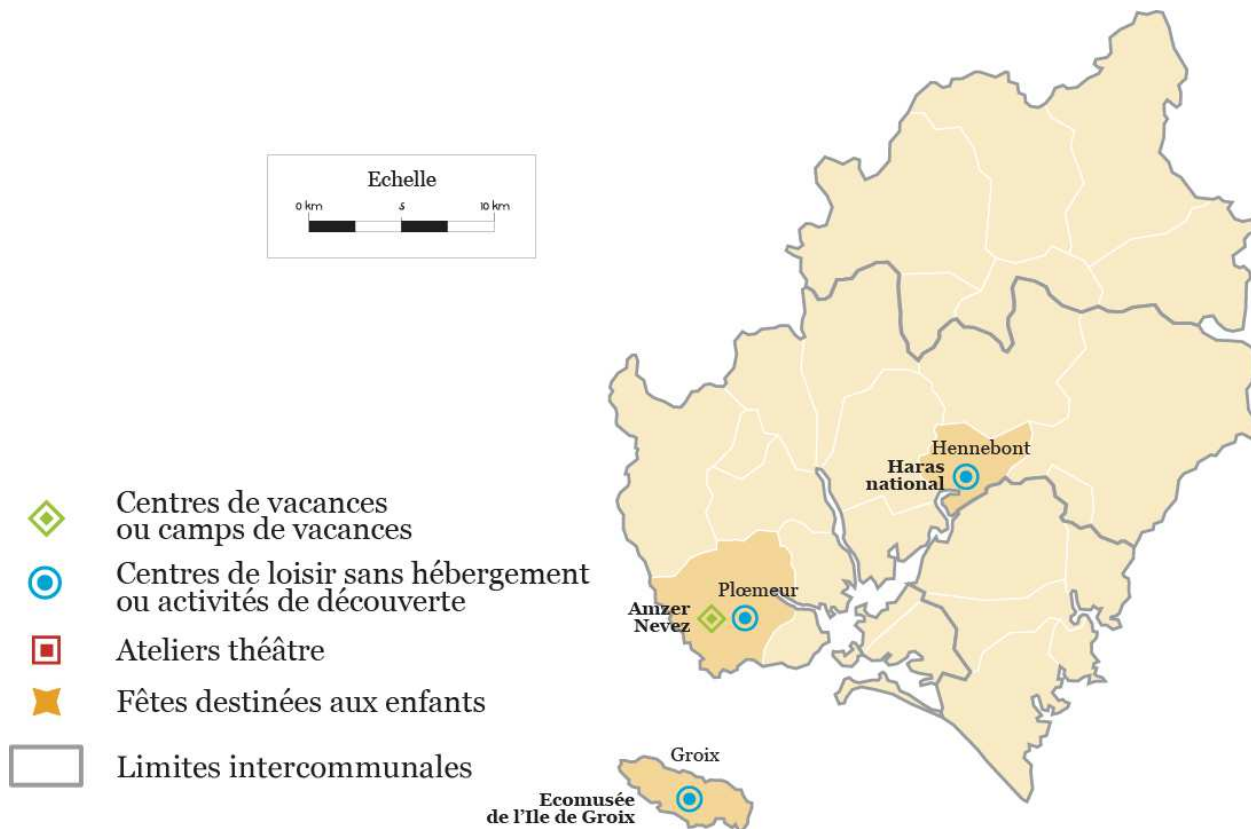 Echelle
0 km 5 10 km
Hennebont
Haras
national
Centres de vacances
ou camps de vacances
Centres de loisir sans hébergement
ou activités de découverte
Plœmeur
Amzer
Nevez
Ateliers théâtre
Fêtes destinées aux enfants
Limites intercommunales
Groix
Ecomusée
de l'Ile de Groix